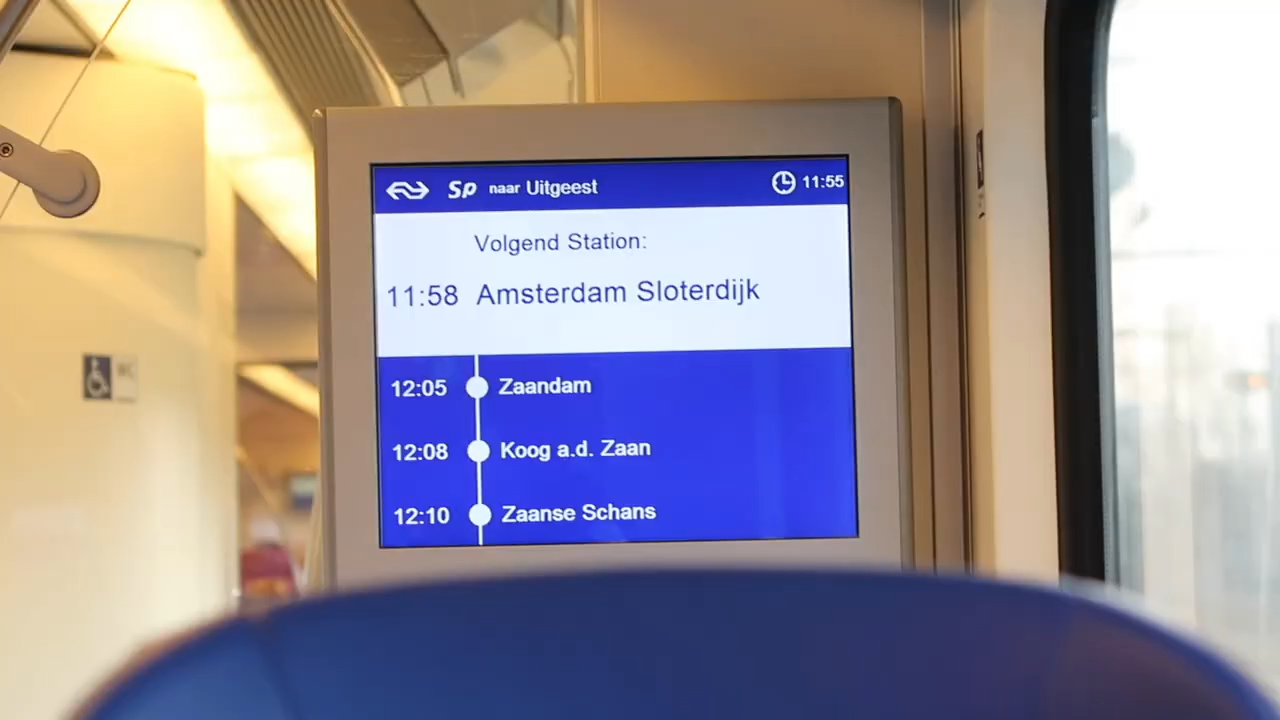 Sp naar Uitgeest 11:55
Volgend Station:
11:58 Amsterdam Sloterdijk
12:05 Zaandam
12:08 Koog a.d. Zaan
12:10 Zaanse Schans
WC